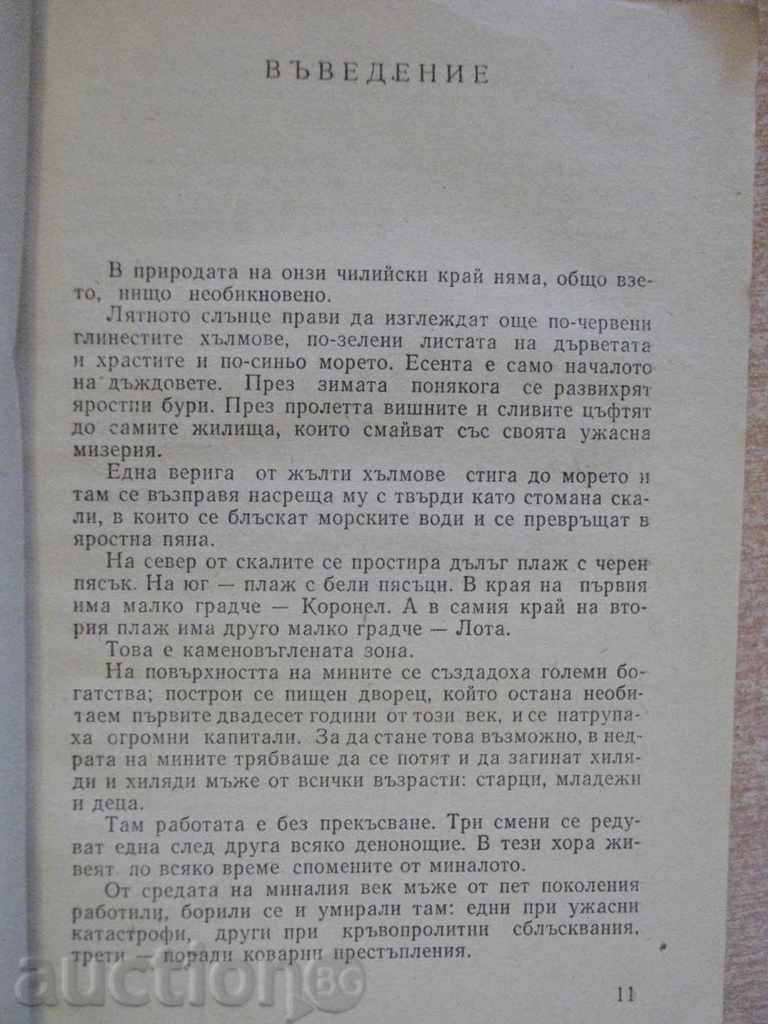 ВЪВЕДЕНИЕ
В природата на онзи чилийски край няма, общо взе-
то, нищо необикновено.
Лятното слънце прави да изглеждат още по-червени
глинестите хълмове, по-зелени листата на дърветата
и храстите и по-синьо морето. Есента е само началото
на дъждовете. През зимата понякога се развихрят
яростни бури. През пролетта вишните и сливите цъфтят
до самите жилища, които смайват със своята ужасна
мизерия.
Една верига от жълти хълмове стига до морето и
там се възправя насреща му с твърди като стомана ска-
ли, в които се блъскат морските води и се превръщат в
яростна пяна.
На север от скалите се простира дълъг плаж с черен
пясък. На юг — плаж с бели пясъци. В края на първия
има малко градче — Коронел. А в самия край на вто-
рия плаж има друго малко градче — Лота.
Това е каменовъглената зона.
На повърхността на мините се създадоха големи бо-
гатства; построи се пищен дворец, който остана необи-
таем първите двадесет години от този век, и се натрупа-
ха огромни капитали. За да стане това възможно, в нед-
рата на мините трябваше да се потят и да загинат хиля-
ди и хиляди мъже от всички възрасти: старци, младежи
и деца.
Там работата е без прекъсване. Три смени се реду-
ват една след друга всяко денонощие. В тези хора жи-
веят по всяко време спомените от миналото.
От средата на миналия век мъже от пет поколения
работили, борили се и умирали там: едни при ужасни
катастрофи, други при кръвопролитни сблъсквания,
трети — поради коварни престъпления.
11
auctionBG